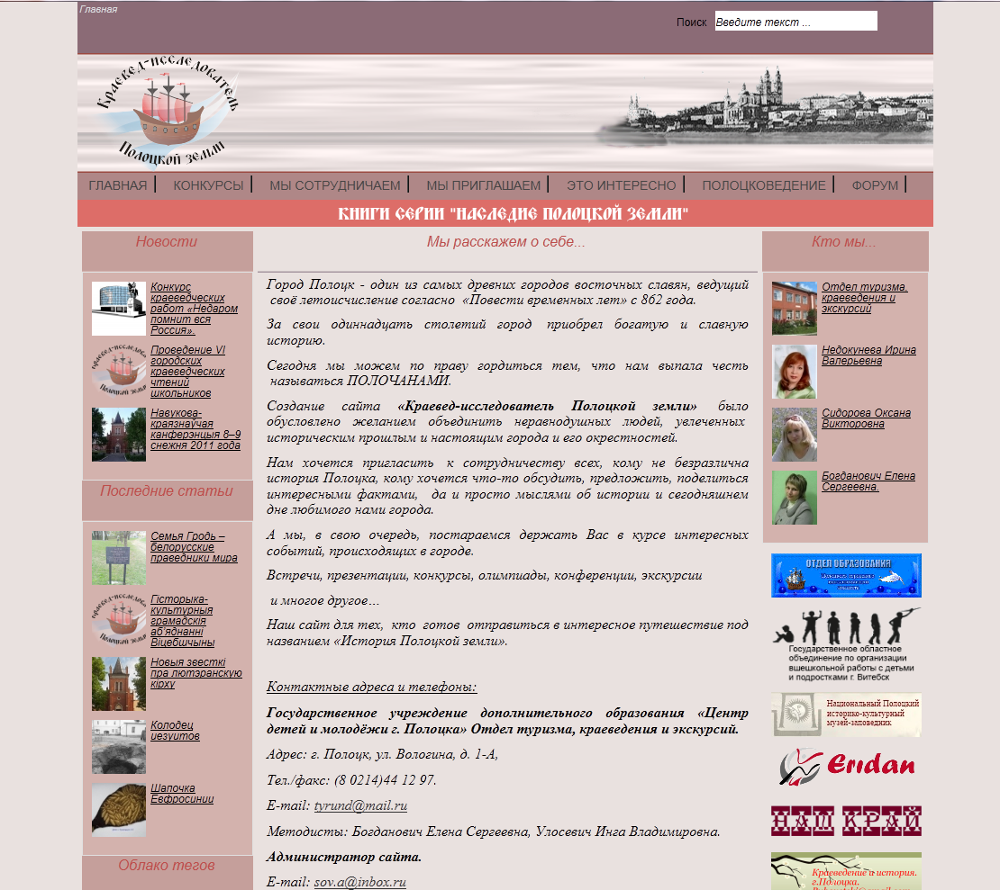 Главная
Поиск
Введите текст ...
Краевед-исследователь
Полоцкой земли
ГЛАВНАЯ
КОНКУРСЫ
МЫ СОТРУДНИЧАЕМ
МЫ ПРИГЛАШАЕМ
ЭТО ИНТЕРЕСНО
ПОЛОЦКОВЕДЕНИЕ
ФОРУМ
КНИГИ СЕРИИ "НАСЛЕДИЕ ПОЛОЦКОЙ ЗЕМЛИ"
Новости
Конкурс
краеведческих
работ «Недаром
помнит вся
Россия».
Проведение VI
городских
краеведческих
чтений
школьников
Навукова-
краязнаўчая
канферэнцыя 8–9
снежня 2011 года
Последние статьи
Семья Гродь –
белорусские
праведники мира
Гісторыка-
культурныя
грамадскія
аб'яднанні
Віцебшчыны
Новыя звесткі
пра лютэранскую
кірху
Колодец
иезуитов
Шапочка
Евфросинии
Облако тегов
Мы расскажем о себе...
Город Полоцк - один из самых древних городов восточных славян, ведущий
своё летоисчисление согласно «Повести временных лет» с 862 года.
За свои одиннадцать столетий город приобрел богатую и славную
историю.
Сегодня мы можем по праву гордиться тем, что нам выпала честь
называться ПОЛОЧАНАМИ.
Создание сайта «Краевед-исследователь Полоцкой земли» было
обусловлено желанием объединить неравнодушных людей, увлеченных
историческим прошлым и настоящим города и его окрестностей.
Нам хочется пригласить к сотрудничеству всех, кому не безразлична
история Полоцка, кому хочется что-то обсудить, предложить, поделиться
интересными фактами, да и просто мыслями об истории и сегодняшнем
дне любимого нами города.
А мы, в свою очередь, постараемся держать Вас в курсе интересных
событий, происходящих в городе.
Встречи, презентации, конкурсы, олимпиады, конференции, экскурсии
и многое другое…
Наш сайт для тех, кто готов отправиться в интересное путешествие под
названием «История Полоцкой земли».
Контактные адреса и телефоны:
Государственное учреждение дополнительного образования «Центр
детей и молодёжи г. Полоцка» Отдел туризма, краеведения и экскурсий.
Адрес: г. Полоцк, ул. Вологина, д. 1-А,
Тел./факс: (8 0214)44 12 97.
E-mail: tyrund@mail.ru
Методисты: Богданович Елена Сергеевна, Улосевич Инга Владимировна.
Администратор сайта.
E-mail: sov.a@inbox.ru
Кто мы...
Отдел туризма,
краеведения и
экскурсий
Недокунева Ирина
Валерьевна
Сидорова Оксана
Викторовна
Богданович Елена
Сергеевна.
ОТДЕЛ ОБРАЗОВАНИЯ
Государственное областное
объединение по организации
внешкольной работы с детьми
и подростками г. Витебск
Национальный Полоцкий
историко-культурный
музей-заповедник
Eridan
НАШ КРАЙ
Краеведение и история.
г.Полоцка.